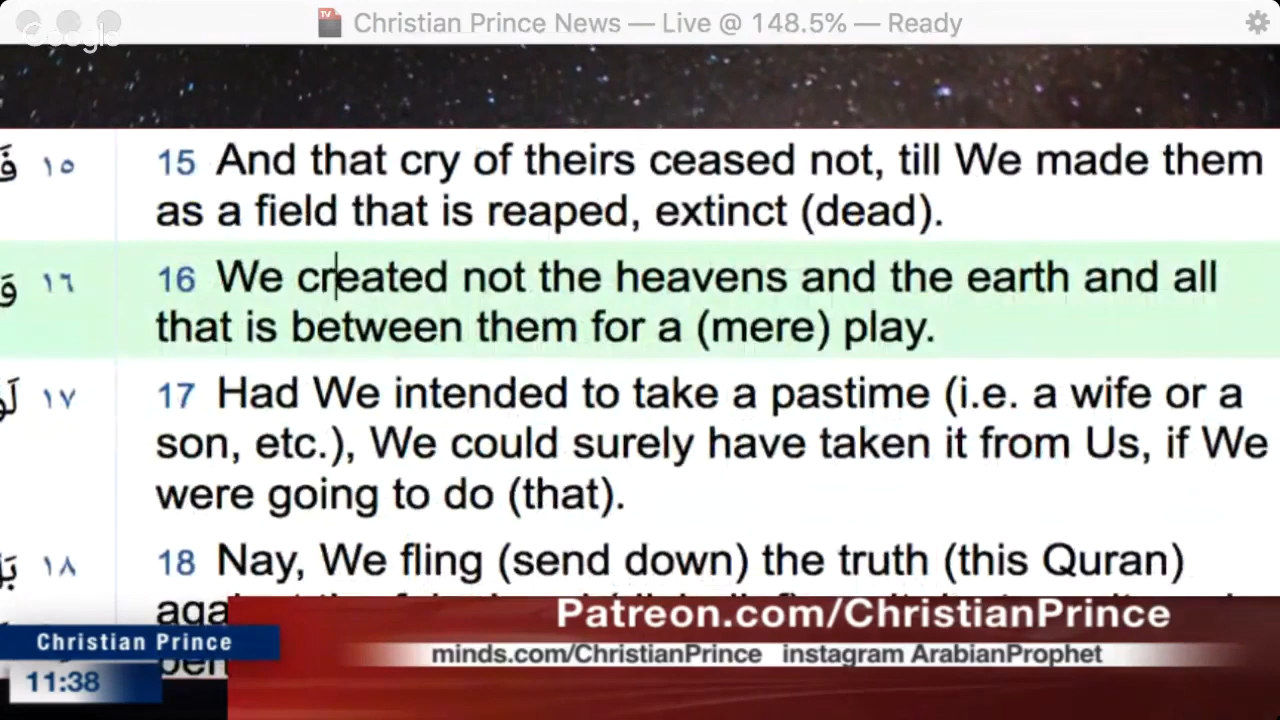 Christian Prince News — Live @ 148.5% — Ready
Google
١٥ 15 And that cry of theirs ceased not, till We made them
as a field that is reaped, extinct (dead).
١٦ 16 We created not the heavens and the earth and all
that is between them for a (mere) play.
١٧ 17 Had We intended to take a pastime (i.e. a wife or a
son, etc.), We could surely have taken it from Us, if We
were going to do (that).
١٨ 18 Nay, We fling (send down) the truth (this Quran)
Patreon.com/ChristianPrince
Christian Prince
minds.com/ChristianPrince instagram ArabianProphet
11:38